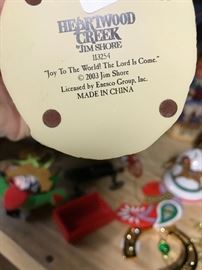 HEARTWOOD
CREEK
BY JIM SHORE
113254
"Joy To The World! The Lord Is Come."
© 2003 Jim Shore
Licensed by Enesco Group, Inc.
MADE IN CHINA